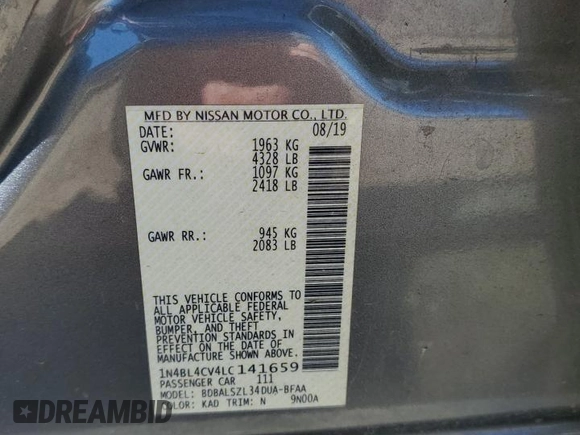 MFD BY NISSAN MOTOR CO., LTD.
DATE: 08/19
GVWR: 1963 KG
4328 LB
GAWR FR.: 1097 KG
2418 LB
GAWR RR.: 945 KG
2083 LB
THIS VEHICLE CONFORMS TO
ALL APPLICABLE FEDERAL
MOTOR VEHICLE SAFETY,
BUMPER, AND THEFT
PREVENTION STANDARDS IN
EFFECT ON THE DATE OF
MANUFACTURE SHOWN ABOVE.
1N4BL4CV4LC141659
PASSENGER CAR 111
MODEL: BDBALSZL34DUA-BFAA
COLOR: KAD TRIM: N 9N00A
AUTOBIDMASTER